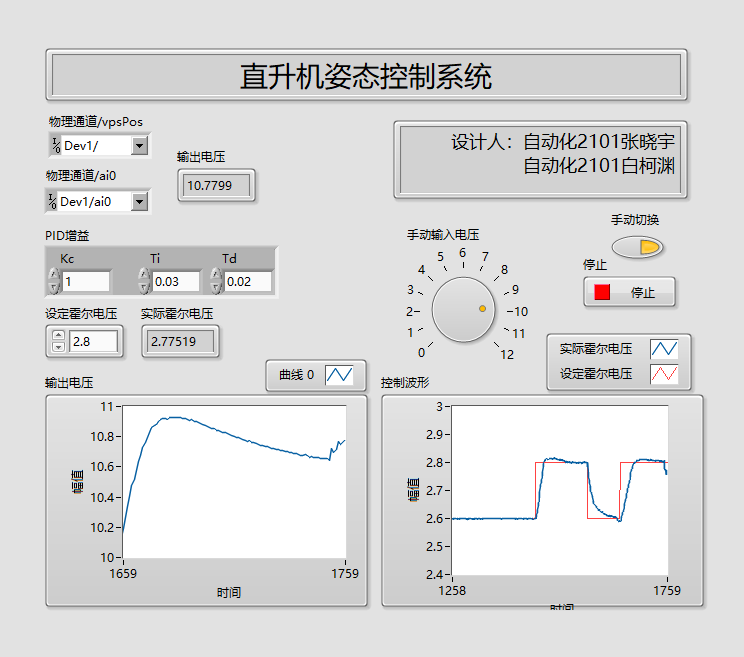 直升机姿态控制系统
物理通道/vpsPos
Dev1/
物理通道/ai0
Dev1/ai0
输出电压
10.7799
设计人：自动化2101张晓宇
自动化2101白柯渊
手动切换
停止
停止
手动输入电压
0
1
2
3
4
5
6
7
8
9
10
11
12
PID增益
Kc
Ti
Td
1
0.03
0.02
设定霍尔电压
实际霍尔电压
2.8
2.77519
输出电压
曲线 0
11
10.8
10.6
10.4
10.2
10
幅值
1659
1759
时间
控制波形
实际霍尔电压
设定霍尔电压
3
2.9
2.8
2.7
2.6
2.5
2.4
幅值
1258
1759
时间